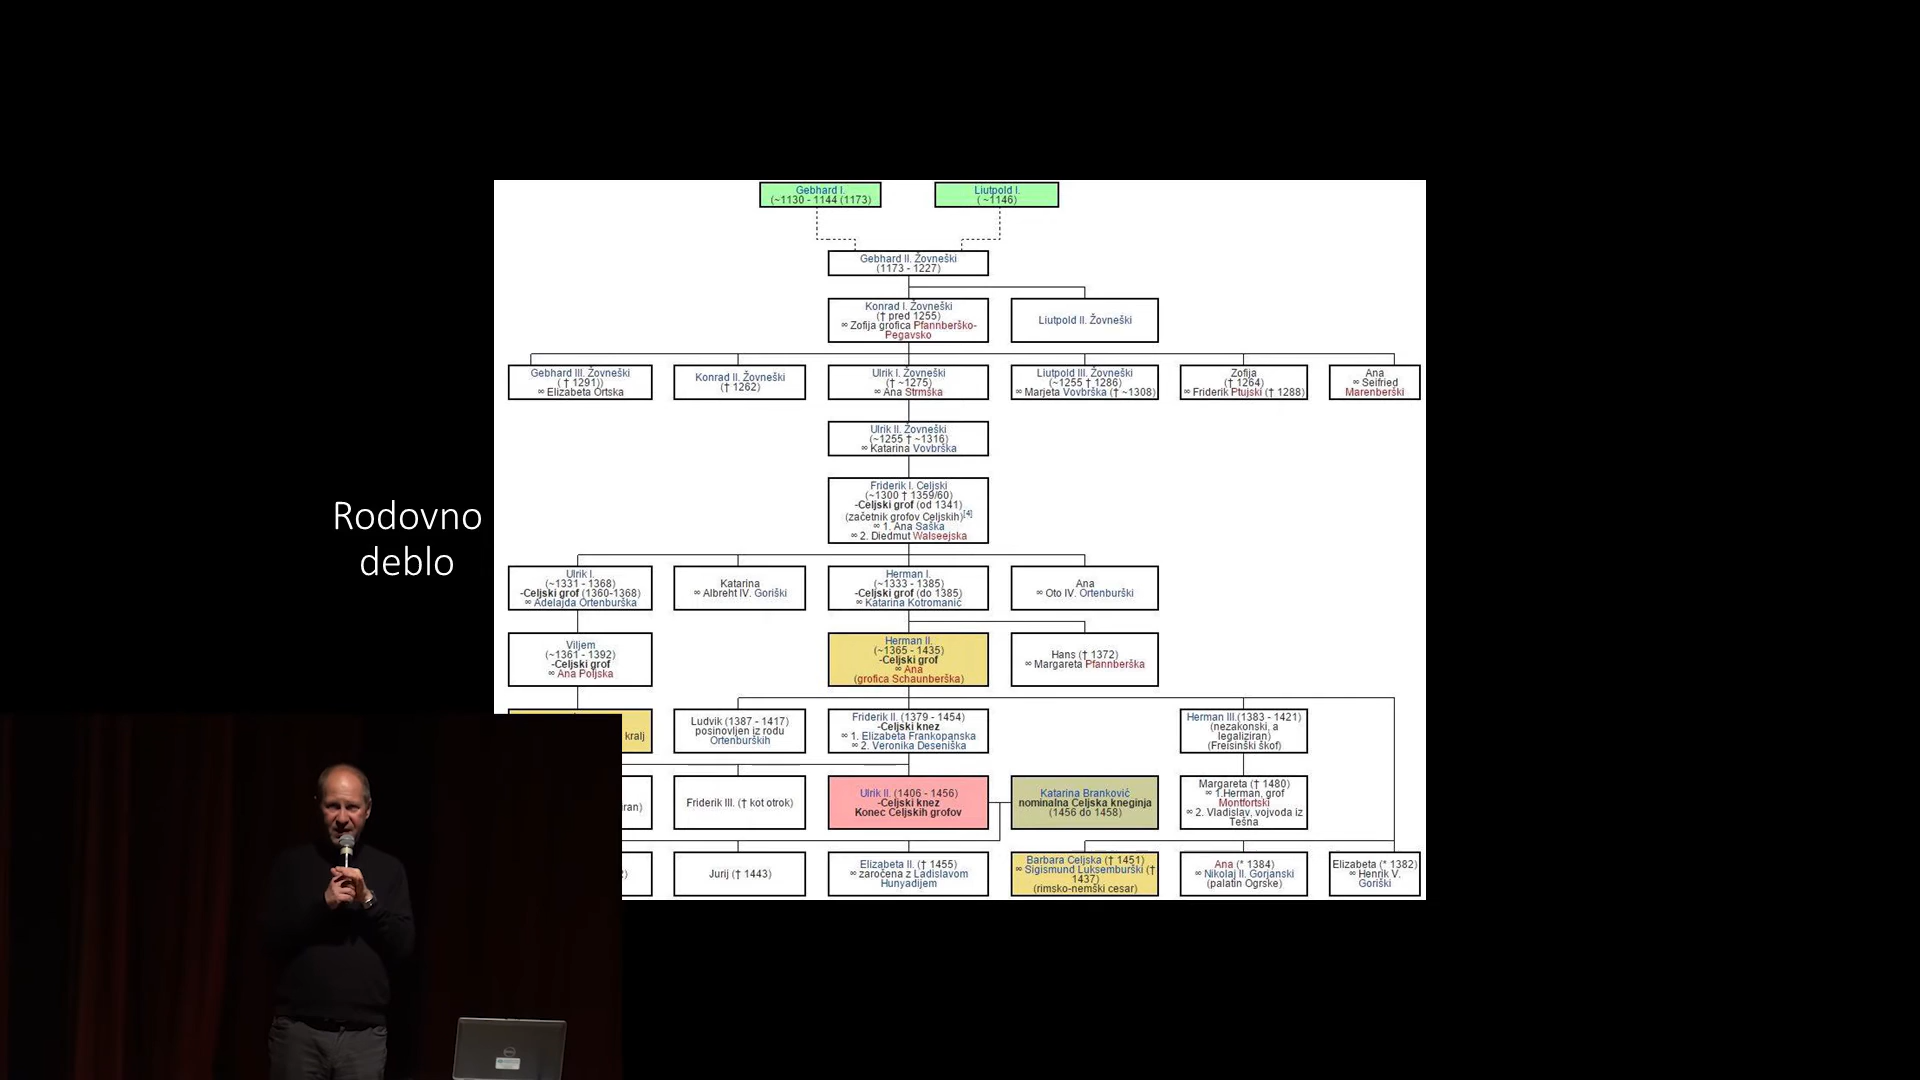 Gebhard I.
(~1130 - 1144 (1173)
Liutpold I.
( ~1146)
Gebhard II. Žovneški
(1173 - 1227)
Konrad I. Žovneški
(† pred 1255)
∞ Zofija grofica Pfannberško-
Pegavsko
Liutpold II. Žovneški
Gebhard III. Žovneški
( † 1291))
∞ Elizabeta Ortska
Konrad II. Žovneški
(† 1262)
Ulrik I. Žovneški
(† ~1275)
∞ Ana Strmška
Liutpold III. Žovneški
(~1255 † 1286)
∞ Marjeta Vovbrška († ~1308)
Zofija
(† 1264)
∞ Friderik Ptujski († 1288)
Ana
∞ Seifried
Marenberški
Ulrik II. Žovneški
(~1255 † ~1316)
∞ Katarina Vovbrška
Friderik I. Celjski
(~1300 † 1359/60)
-Celjski grof (od 1341)
(začetnik grofov Celjskih)[4]
∞ 1. Ana Saška
∞ 2. Diedmut Walseejska
Rodovno
deblo
Ulrik I.
(~1331 - 1368)
-Celjski grof (1360-1368)
∞ Adelajda Ortenburška
Katarina
∞ Albreht IV. Goriški
Herman I.
(~1333 - 1385)
-Celjski grof (do 1385)
∞ Katarina Kotromanić
Ana
∞ Oto IV. Ortenburški
Viljem
(~1361 - 1392)
-Celjski grof
∞ Ana Poljska
Herman II.
(~1365 - 1435)
-Celjski grof
∞ Ana
(grofica Schaunberška)
Hans († 1372)
∞ Margareta Pfannberška
kralj
Ludvik (1387 - 1417)
posinovljen iz rodu
Ortenburških
Friderik II. (1379 - 1454)
-Celjski knez
∞ 1. Elizabeta Frankopanska
∞ 2. Veronika Deseniška
Herman III.(1383 - 1421)
(nezakonski, a
legaliziran)
(Freisinški škof)
ran)
Friderik III. († kot otrok)
Ulrik II. (1406 - 1456)
-Celjski knez
Konec Celjskih grofov
Katarina Branković
nominalna Celjska kneginja
(1456 do 1458)
Margareta († 1480)
∞ 1.Herman, grof
Montfortski
∞ 2. Vladislav, vojvoda iz
Tešna
Jurij († 1443)
Elizabeta II. († 1455)
∞ zaročena z Ladislavom
Hunyadijem
Barbara Celjska († 1451)
∞ Sigismund Luksemburški (†
1437)
(rimsko-nemški cesar)
Ana (* 1384)
∞ Nikolaj II. Gorjanski
(palatin Ogrske)
Elizabeta (* 1382)
∞ Henrik V.
Goriški